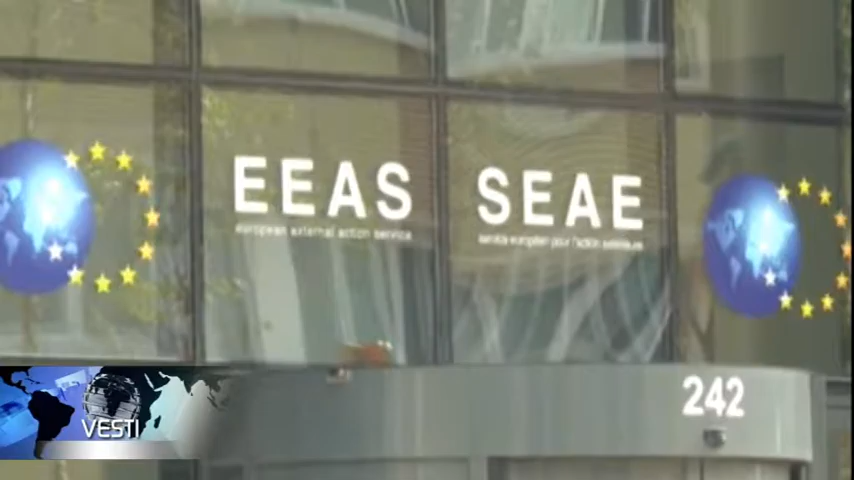 EEAS
european external action service
SEAE
service européen pour l'action extérieure
242
VESTI